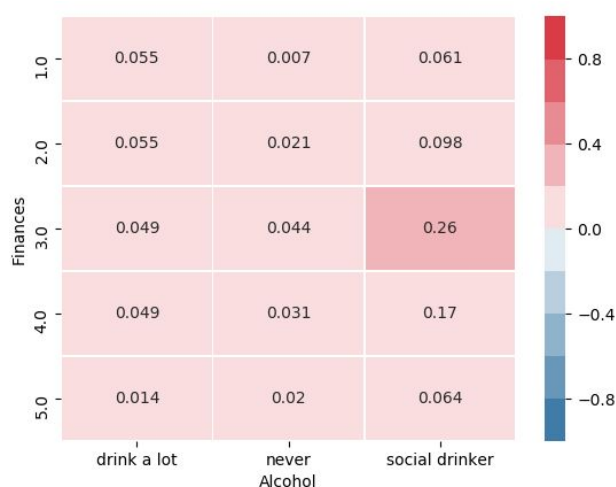 1.0 0.055 0.007 0.061 0.8
2.0 0.055 0.021 0.098 0.4
Finances 3.0 0.049 0.044 0.26 0.0
4.0 0.049 0.031 0.17 −0.4
5.0 0.014 0.02 0.064 −0.8
drink a lot never social drinker
Alcohol